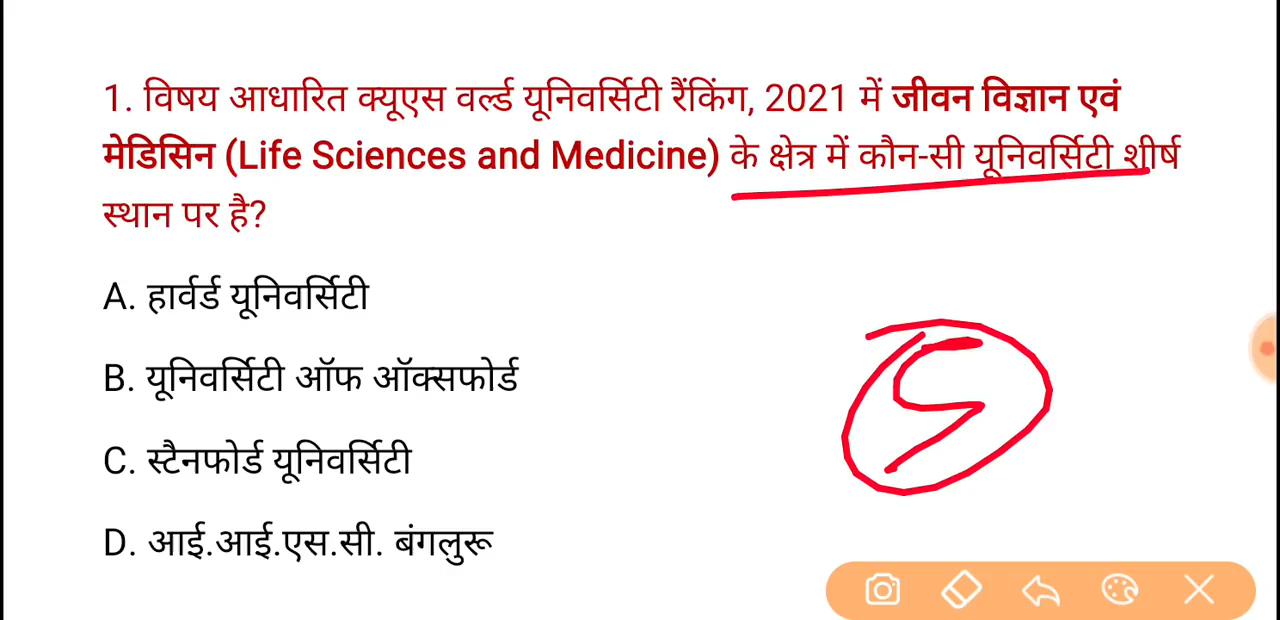 1. विषय आधारित क्यूएस वर्ल्ड यूनिवर्सिटी रैंकिंग, 2021 में जीवन विज्ञान एवं
मेडिसिन (Life Sciences and Medicine) के क्षेत्र में कौन-सी यूनिवर्सिटी शीर्ष
स्थान पर है?
A. हार्वर्ड यूनिवर्सिटी
B. यूनिवर्सिटी ऑफ ऑक्सफोर्ड
5
C. स्टैनफोर्ड यूनिवर्सिटी
D. आई.आई.एस.सी. बंगलुरू